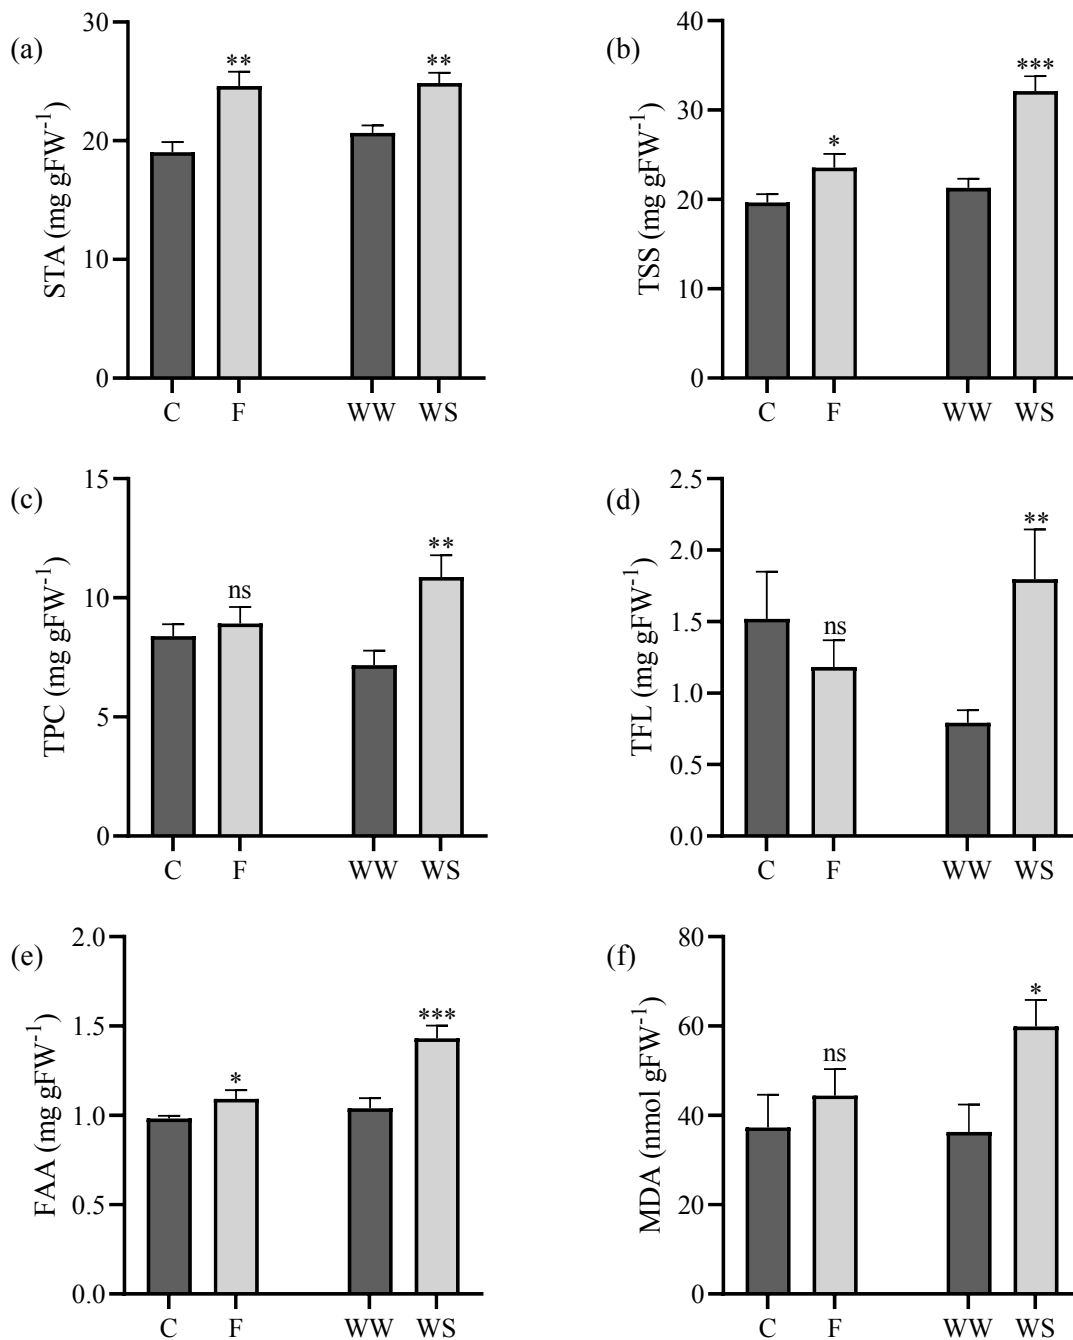 (a)
STA (mg gFW-1)
30
20
10
0
**
**
C F WW WS
(b)
TSS (mg gFW-1)
40
30
20
10
0
*
***
C F WW WS
(c)
TPC (mg gFW-1)
15
10
5
0
ns
**
C F WW WS
(d)
TFL (mg gFW-1)
2.5
2.0
1.5
1.0
0.5
0.0
ns
**
C F WW WS
(e)
FAA (mg gFW-1)
2.0
1.5
1.0
0.5
0.0
*
***
C F WW WS
(f)
MDA (nmol gFW-1)
80
60
40
20
0
ns
*
C F WW WS